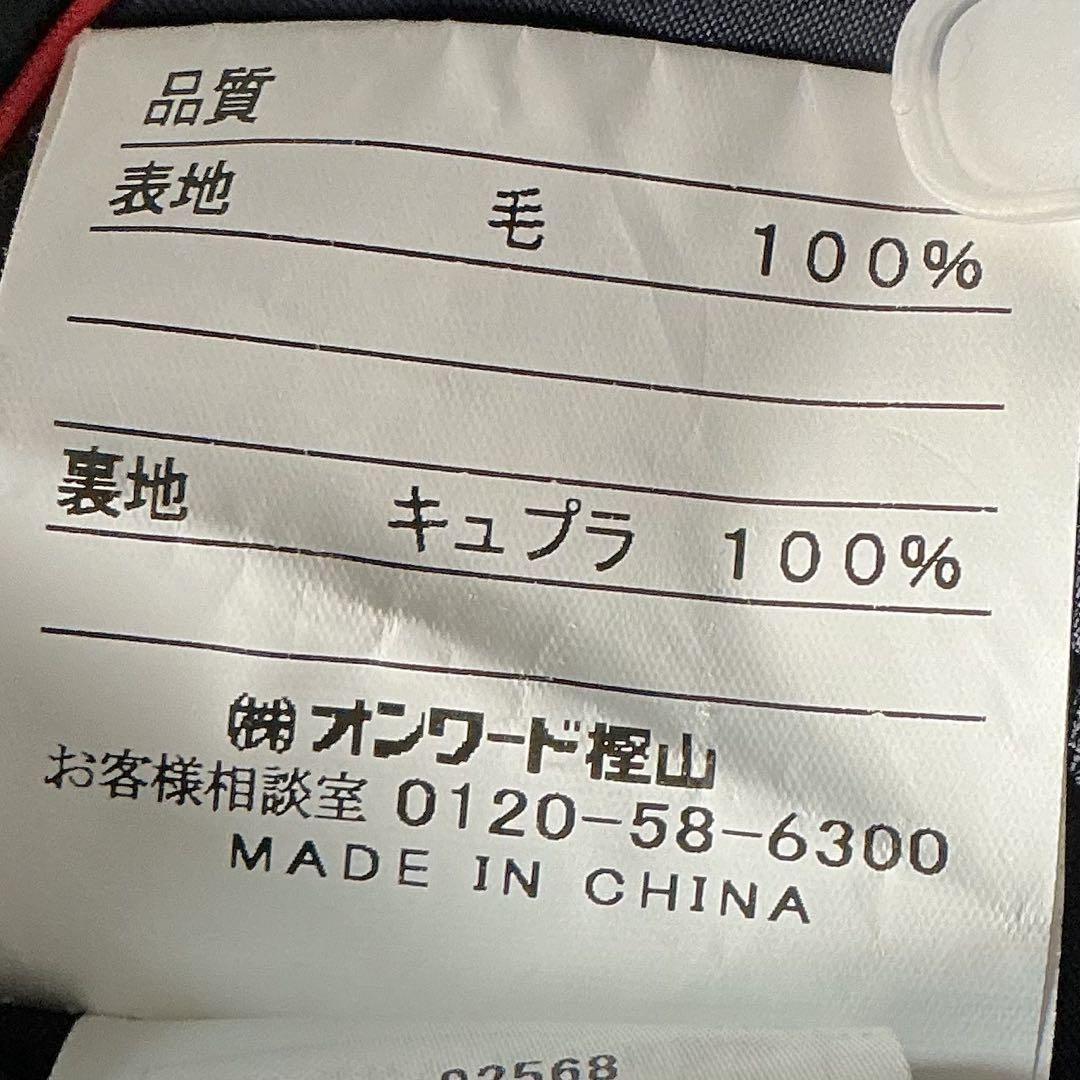 品質
表地 毛 100%
裏地 キュプラ 100%
㈱オンワード樫山
お客様相談室 0120-58-6300
MADE IN CHINA
02568